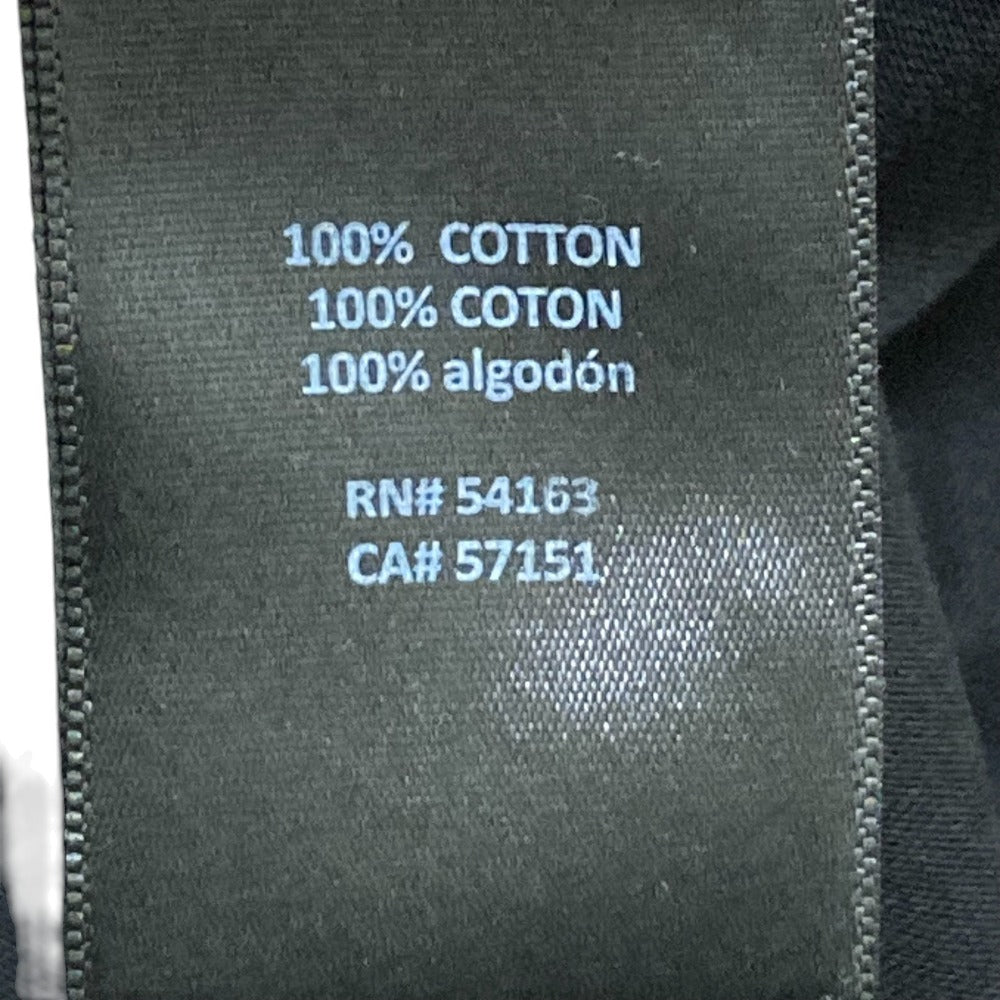 100% COTTON
100% COTON
100% algodón
RN# 54163
CA# 57151